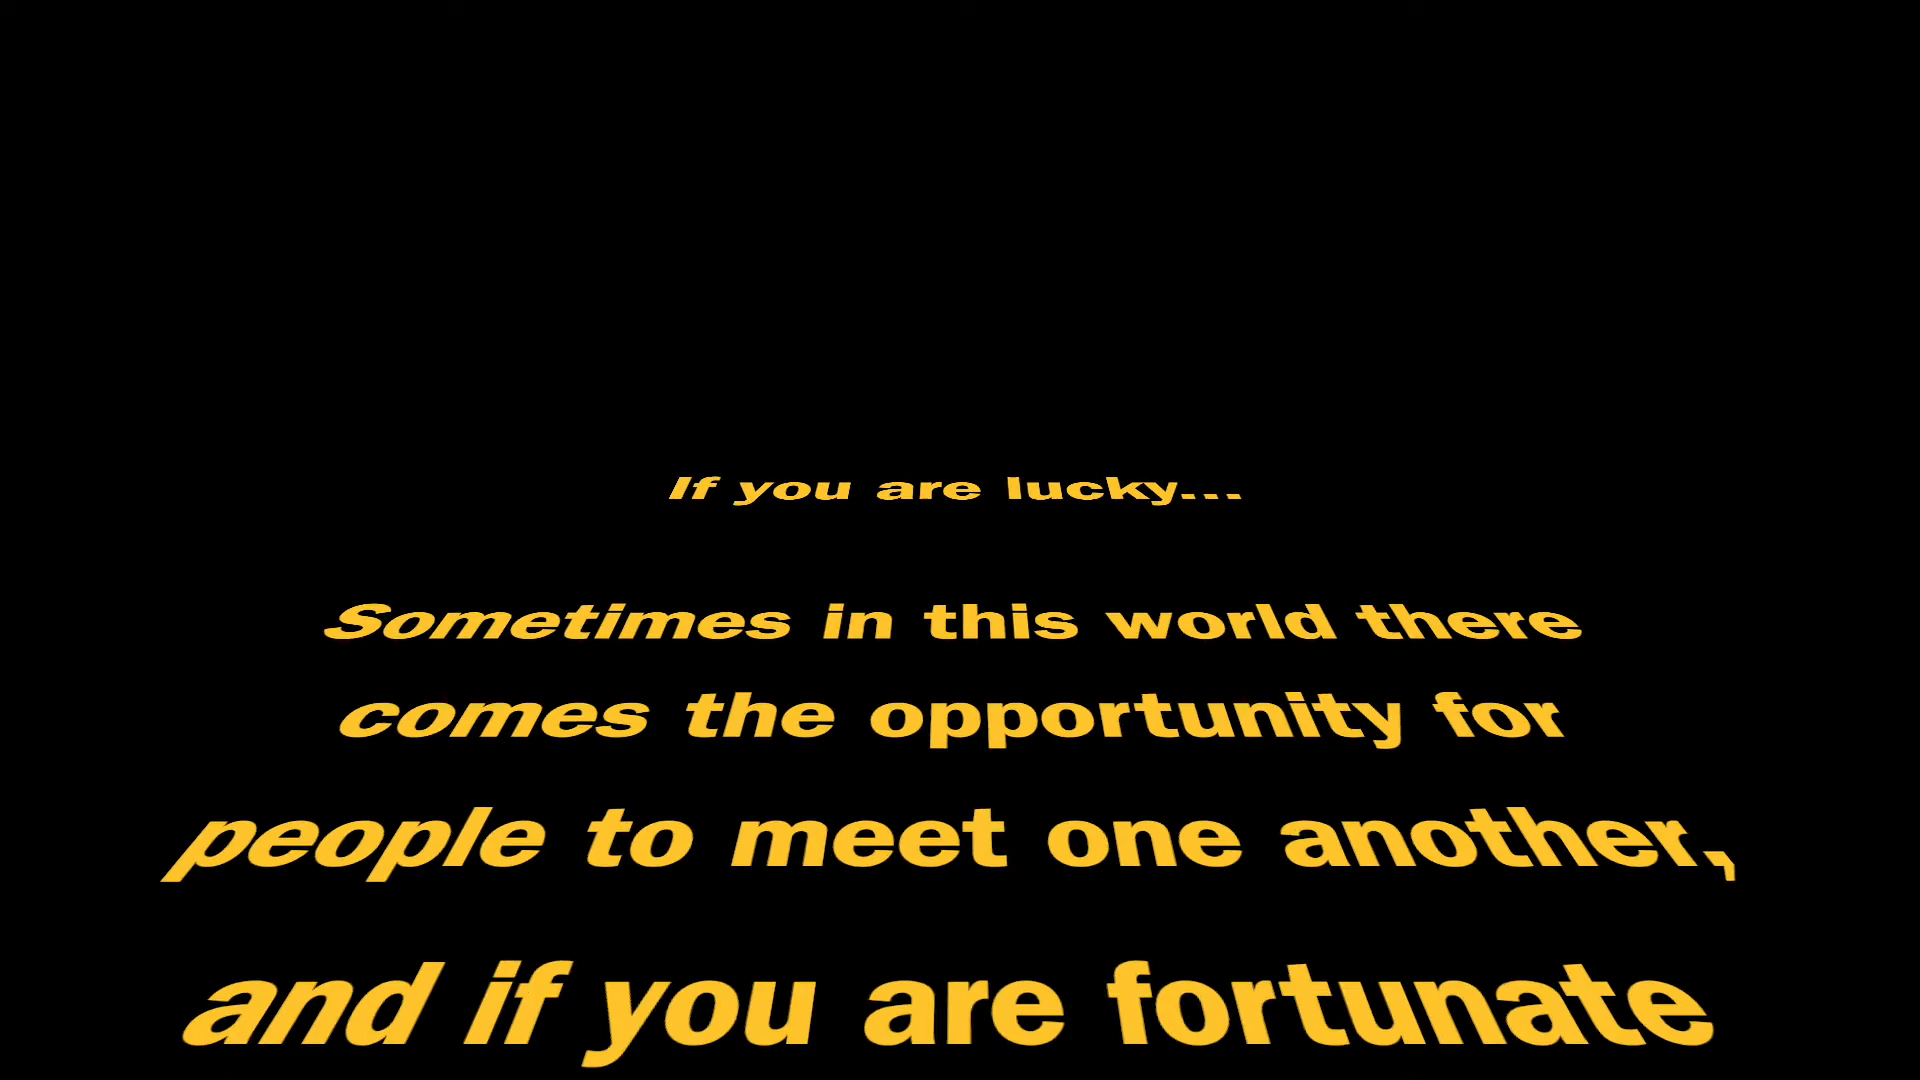 If you are lucky...
Sometimes in this world there
comes the opportunity for
people to meet one another,
and if you are fortunate